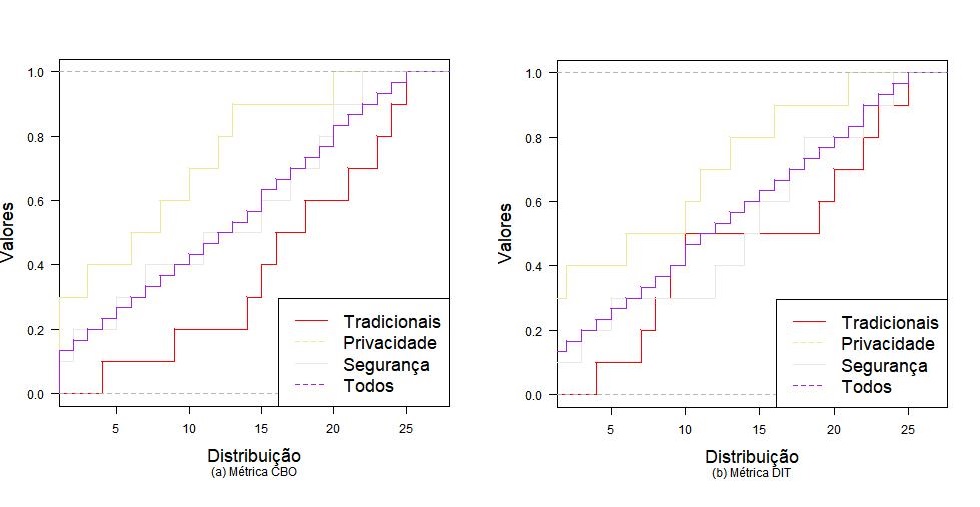 1.0
0.8
0.6
0.4
0.2
0.0
Valores
Tradicionais
Privacidade
Segurança
Todos
5 10 15 20 25
Distribuição
(a) Métrica CBO
1.0
0.8
0.6
0.4
0.2
0.0
Valores
Tradicionais
Privacidade
Segurança
Todos
5 10 15 20 25
Distribuição
(b) Métrica DIT